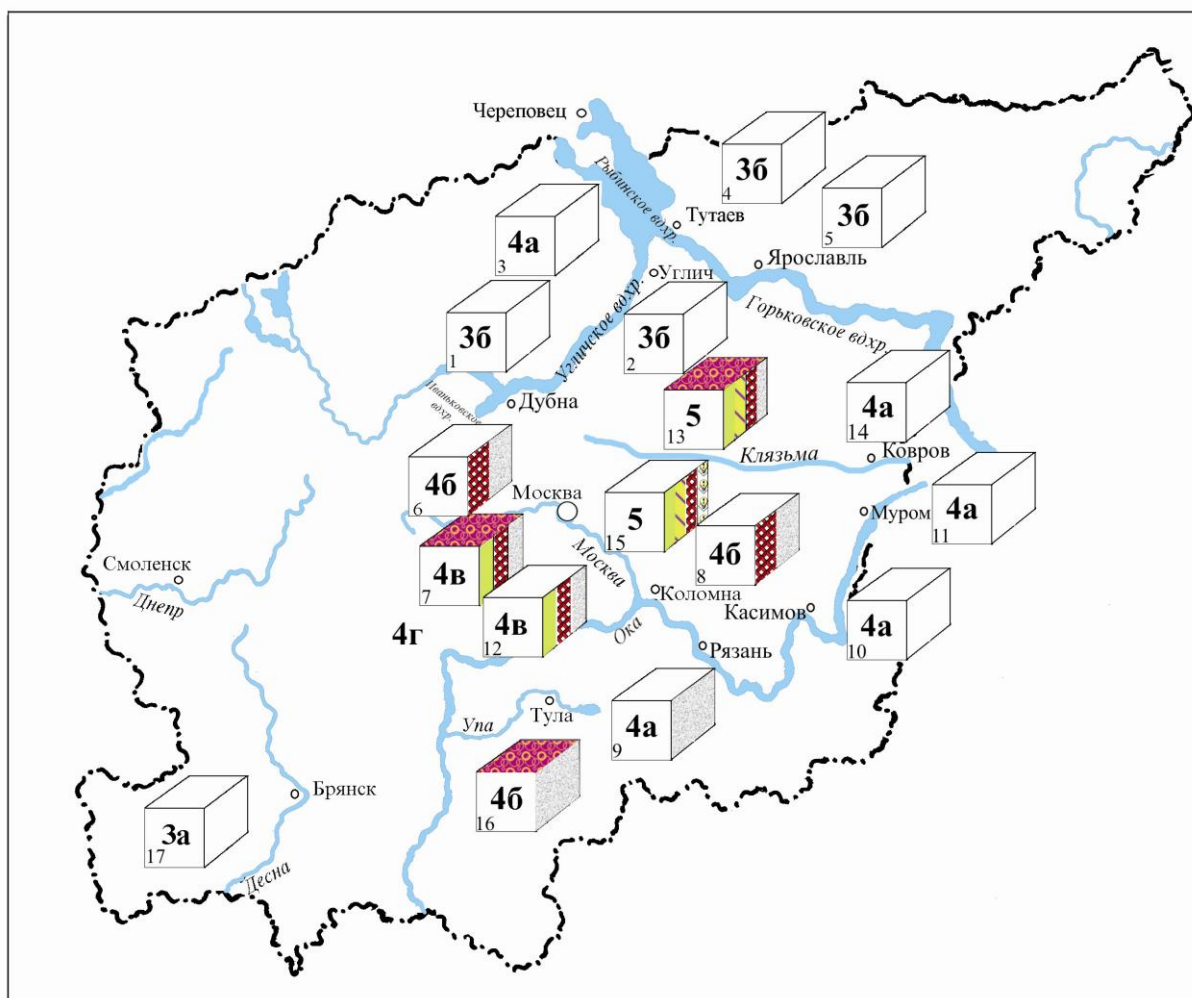 Череповец
Рыбинское вдхр.
3б
4
3б
5
Тутаев
4а
3
Ярославль
Углич
Угличское вдхр.
Горьковское вдхр.
3б
1
3б
2
Иваньковское
вдхр.
Дубна
5
13
4а
14
Клязьма
Ковров
4б
6
Москва
5
15
4б
8
Муром
4а
11
4в
7
Москва
Смоленск
Днепр
Коломна
Касимов
4в
12
4г
Ока
4а
10
Рязань
Упа
Тула
4а
9
4б
16
Брянск
3а
17
Десна